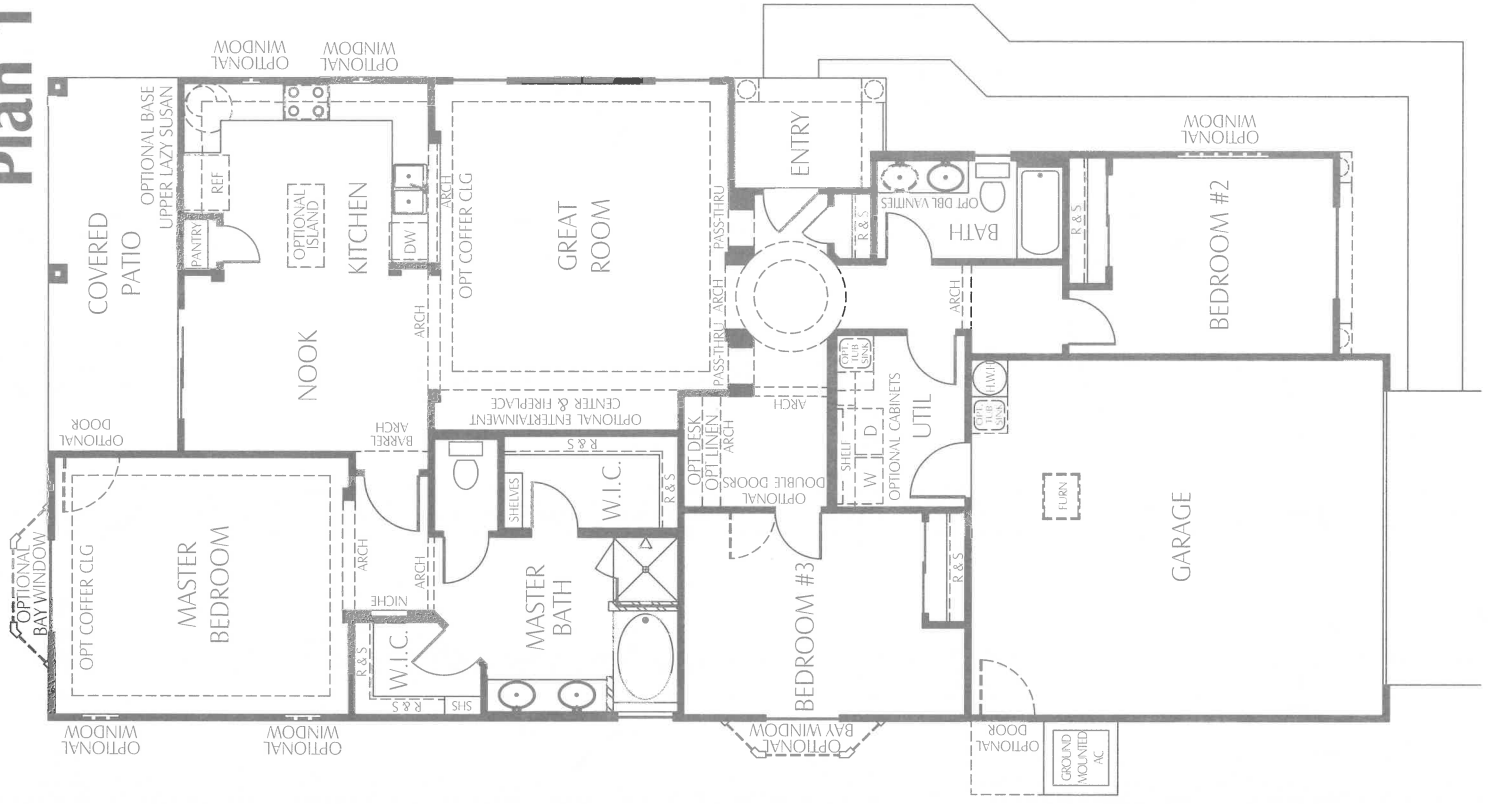 Plan 1
OPTIONAL
WINDOW
OPTIONAL
WINDOW
COVERED
PATIO
OPTIONAL BASE
UPPER LAZY SUSAN
REF
PANTRY
OPTIONAL
ISLAND
KITCHEN
DW
ARCH
NOOK
ARCH
OPTIONAL
DOOR
BARREL
ARCH
OPT COFFER CLG
GREAT
ROOM
PASS-THRU
ARCH
PASS-THRU
OPTIONAL ENTERTAINMENT
CENTER & FIREPLACE
ENTRY
R & S
OPT DBL VANITIES
BATH
OPTIONAL
WINDOW
R & S
BEDROOM #2
ARCH
ARCH
OPT DESK
OPT LINEN
ARCH
OPTIONAL
DOUBLE DOORS
OPT.
TUB
SINK
SHELF
W
D
OPTIONAL CABINETS
UTIL
H.W.H
OPT.
TUB
SINK
FURN
GARAGE
OPTIONAL
BAY WINDOW
OPT COFFER CLG
MASTER
BEDROOM
ARCH
ARCH
NICHE
R & S
W.I.C.
R & S
SHS
SHELVES
R & S
W.I.C.
R & S
MASTER
BATH
BEDROOM #3
R & S
OPTIONAL
WINDOW
OPTIONAL
WINDOW
OPTIONAL
BAY WINDOW
OPTIONAL
DOOR
GROUND
MOUNTED
AC